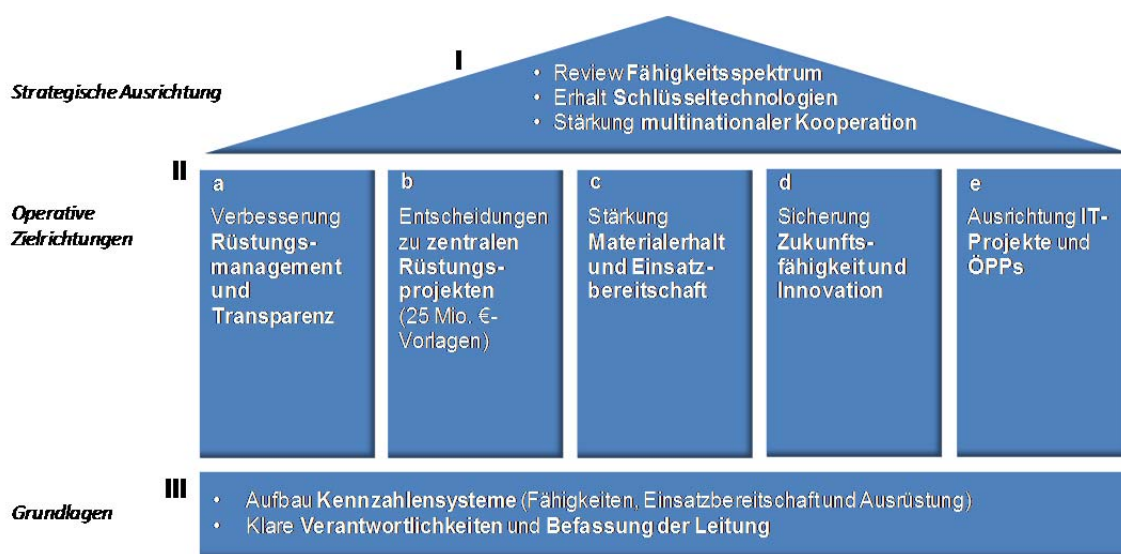 I
Strategische Ausrichtung
• Review Fähigkeitsspektrum
• Erhalt Schlüsseltechnologien
• Stärkung multinationaler Kooperation
II
Operative
Zielrichtungen
a
Verbesserung
Rüstungs-
management
und
Transparenz
b
Entscheidungen
zu zentralen
Rüstungs-
projekten
(25 Mio. €-
Vorlagen)
c
Stärkung
Materialerhalt
und Einsatz-
bereitschaft
d
Sicherung
Zukunfts-
fähigkeit und
Innovation
e
Ausrichtung IT-
Projekte und
ÖPPs
III
Grundlagen
• Aufbau Kennzahlensysteme (Fähigkeiten, Einsatzbereitschaft und Ausrüstung)
• Klare Verantwortlichkeiten und Befassung der Leitung